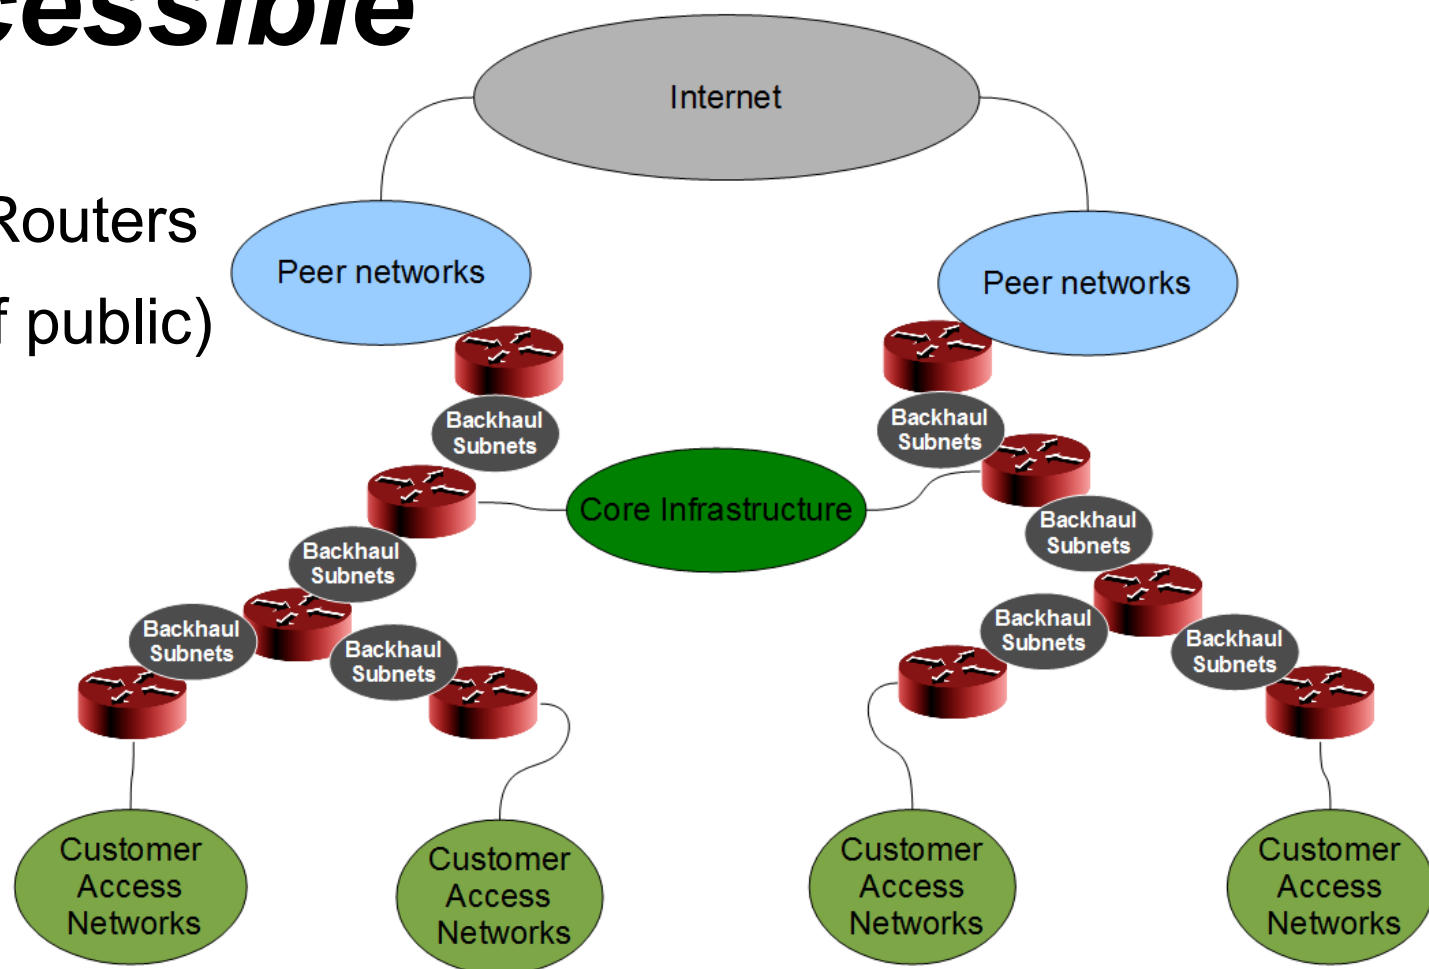 cessible
Internet
Routers
Peer networks
Peer networks
f public)
Backhaul
Subnets
Backhaul
Subnets
Core Infrastructure
Backhaul
Subnets
Backhaul
Subnets
Backhaul
Subnets
Backhaul
Subnets
Backhaul
Subnets
Backhaul
Subnets
Customer
Access
Networks
Customer
Access
Networks
Customer
Access
Networks
Customer
Access
Networks